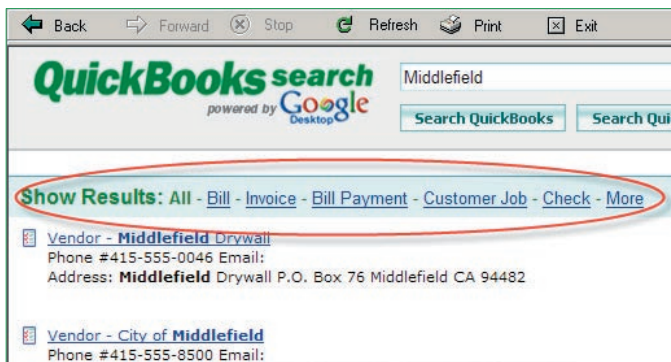 Back Forward Stop Refresh Print Exit
QuickBooks search
powered by Google
Desktop
Middlefield
Search QuickBooks Search Qui
Show Results: All - Bill - Invoice - Bill Payment - Customer Job - Check - More
Vendor - Middlefield Drywall
Phone #415-555-0046 Email:
Address: Middlefield Drywall P.O. Box 76 Middlefield CA 94482
Vendor - City of Middlefield
Phone #415-555-8500 Email: